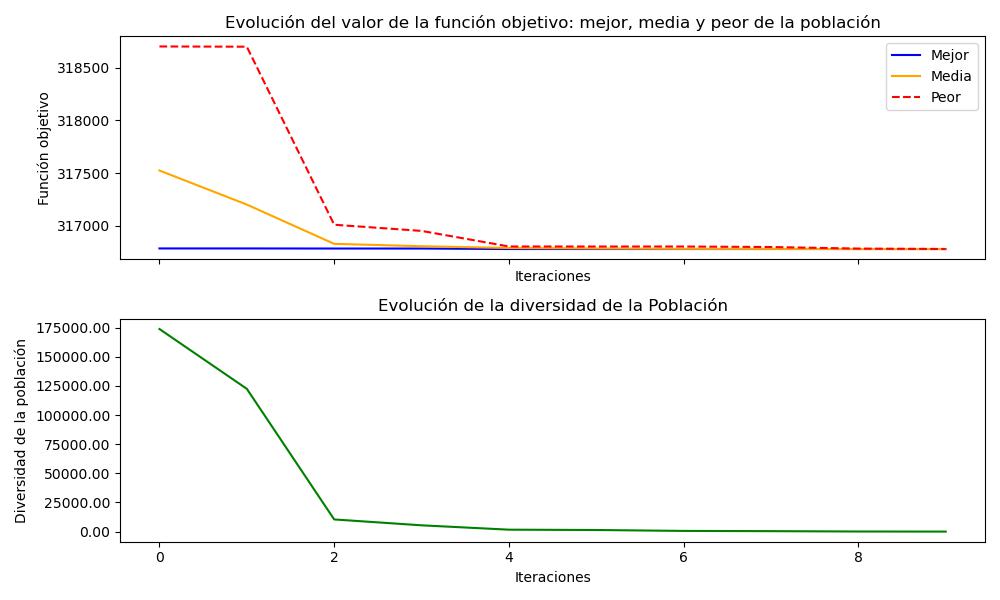 Evolución del valor de la función objetivo: mejor, media y peor de la población
Función objetivo
318500
318000
317500
317000
Mejor
Media
Peor
Iteraciones
Evolución de la diversidad de la Población
Diversidad de la población
175000.00
150000.00
125000.00
100000.00
75000.00
50000.00
25000.00
0.00
0 2 4 6 8
Iteraciones